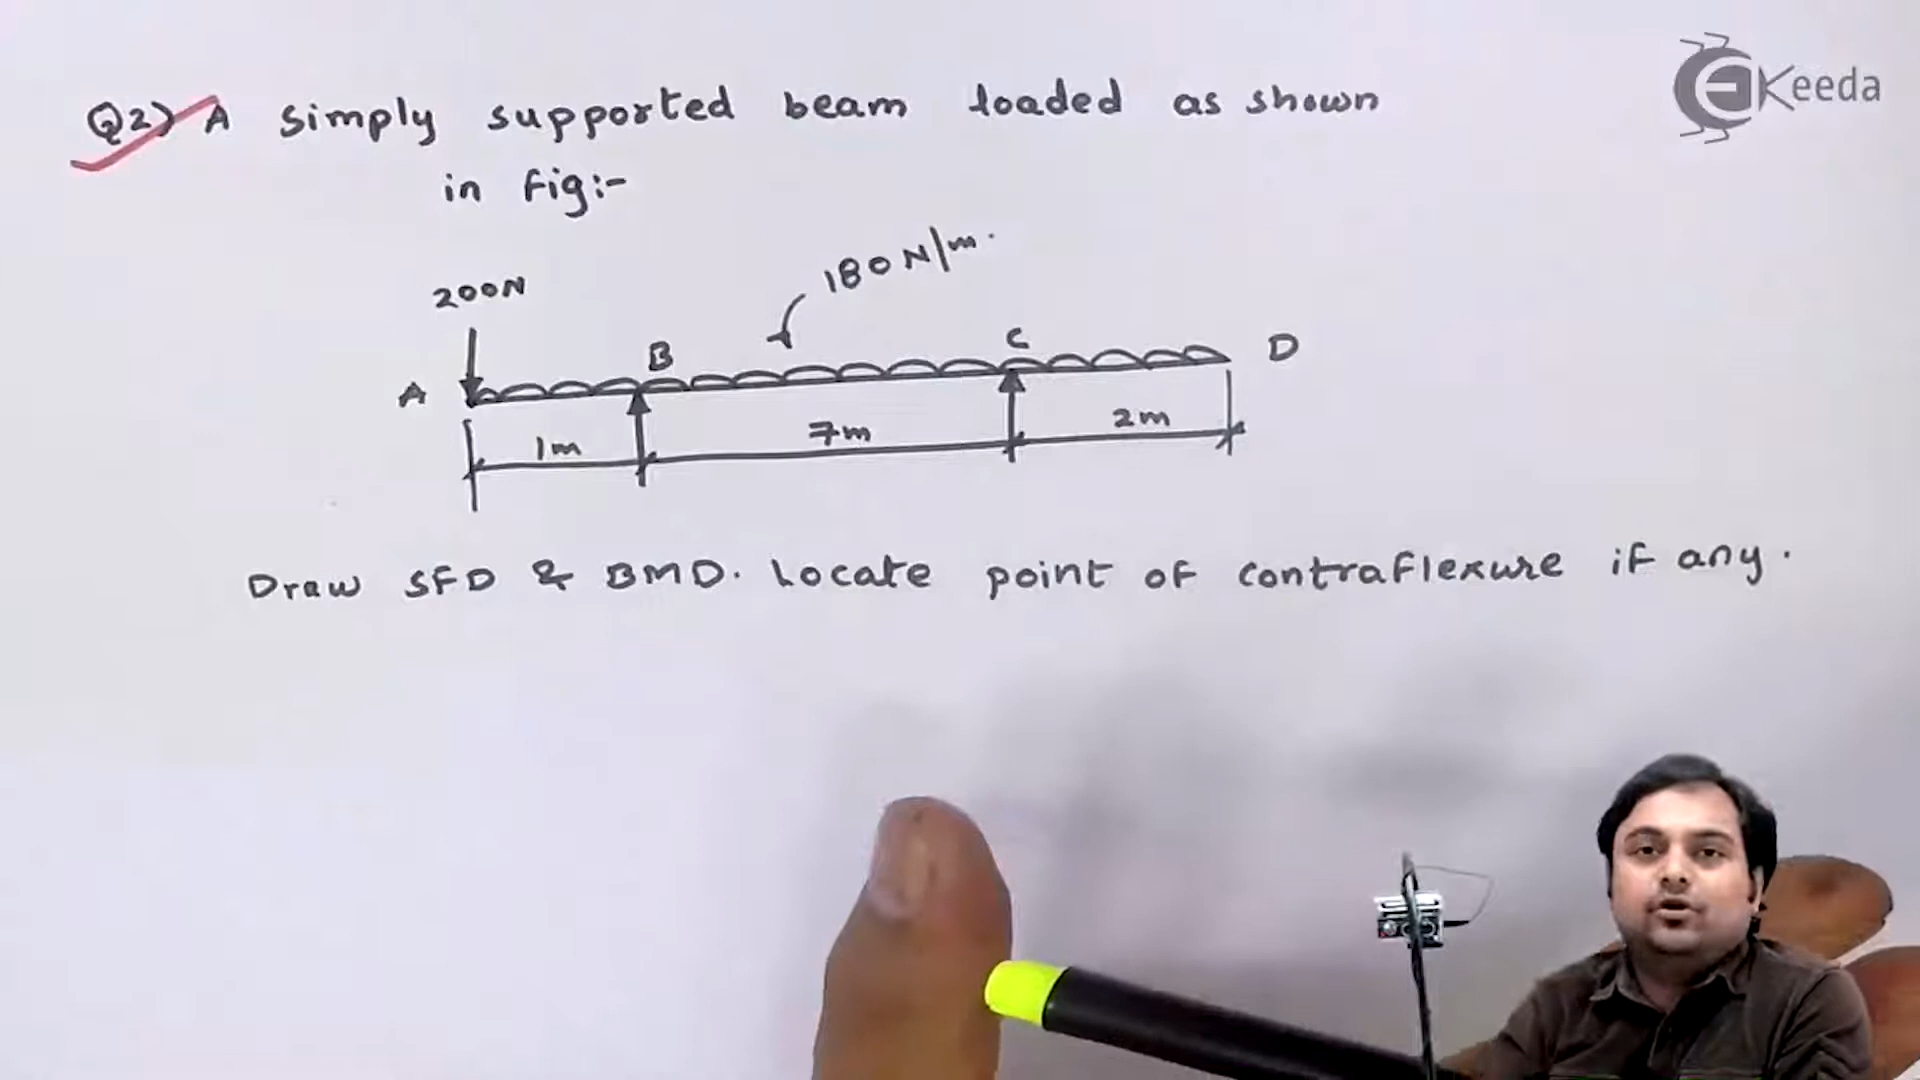 Q2) A simply supported beam loaded as shown
in Fig:-
200N
180 N/m.
A
B
C
D
1m
7m
2m
Draw SFD & BMD. Locate point of contraflexure if any.
EKeeda